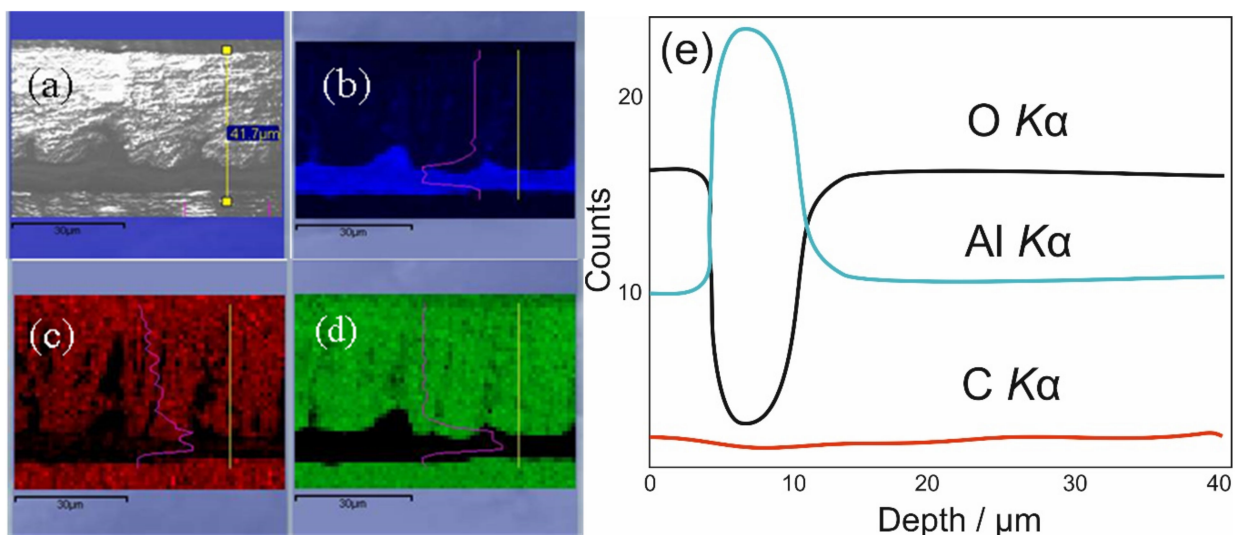 (a)
41.7µm
30µm
(b)
30µm
(c)
30µm
(d)
30µm
(e)
Counts
20
10
O Kα
Al Kα
C Kα
0
10
20
30
40
Depth / µm